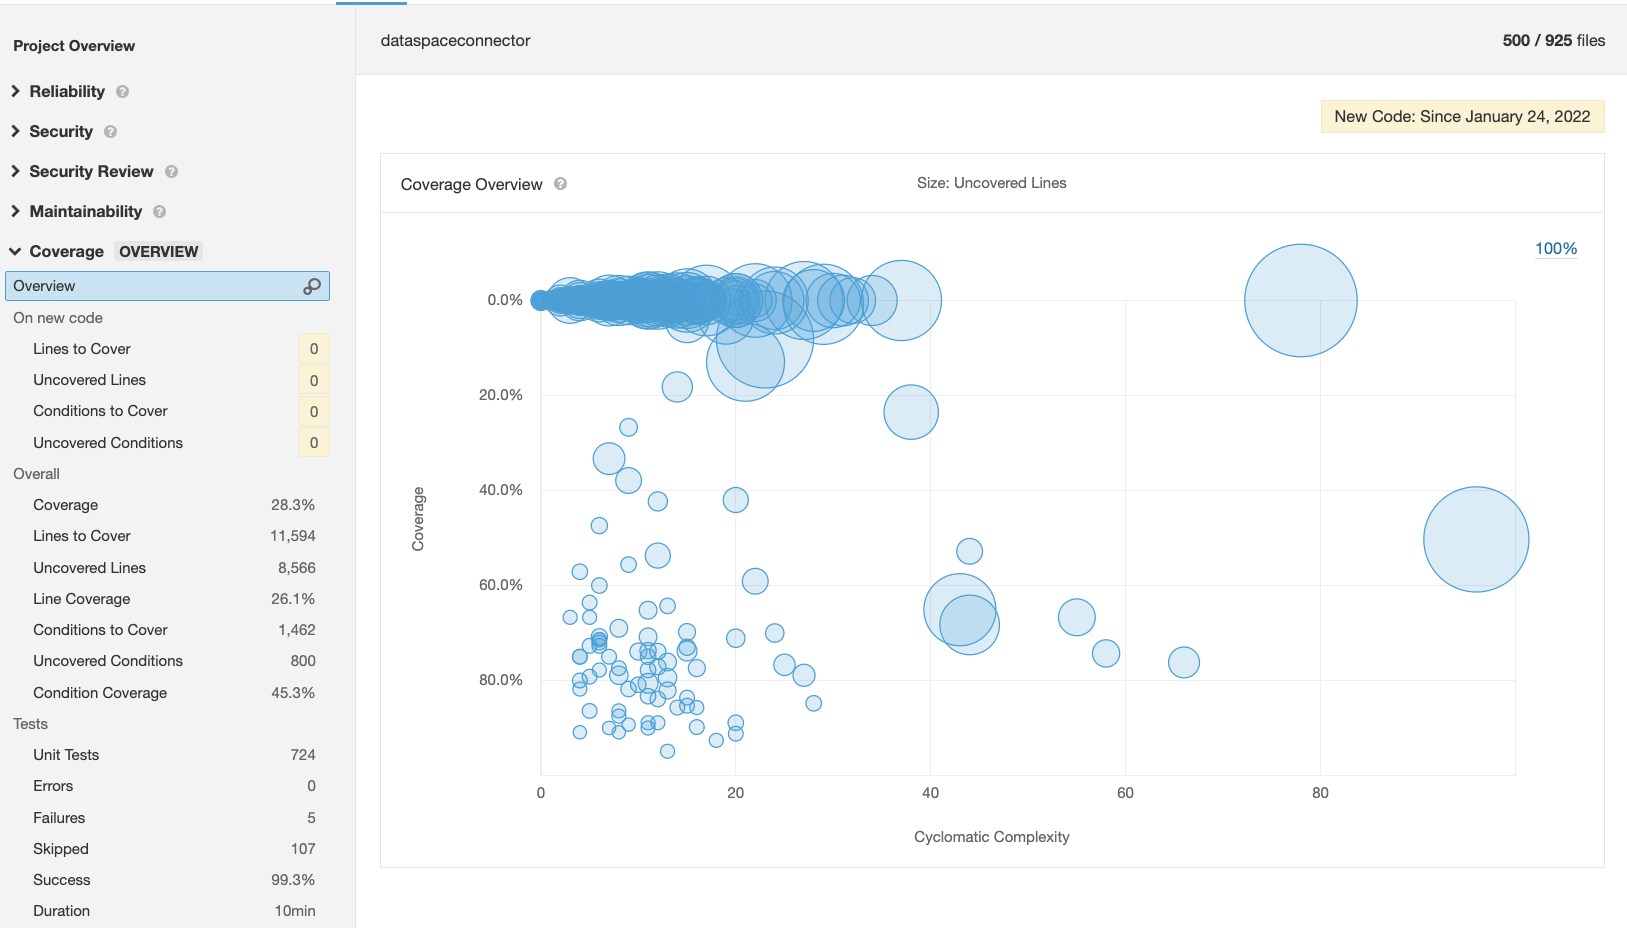 Project Overview
Reliability ?
Security ?
Security Review ?
Maintainability ?
Coverage OVERVIEW
Overview
On new code
Lines to Cover 0
Uncovered Lines 0
Conditions to Cover 0
Uncovered Conditions 0
Overall
Coverage 28.3%
Lines to Cover 11,594
Uncovered Lines 8,566
Line Coverage 26.1%
Conditions to Cover 1,462
Uncovered Conditions 800
Condition Coverage 45.3%
Tests
Unit Tests 724
Errors 0
Failures 5
Skipped 107
Success 99.3%
Duration 10min
dataspaceconnector 500 / 925 files
New Code: Since January 24, 2022
Coverage Overview ? Size: Uncovered Lines
100%
0.0%
20.0%
40.0%
60.0%
80.0%
Coverage
0 20 40 60 80
Cyclomatic Complexity